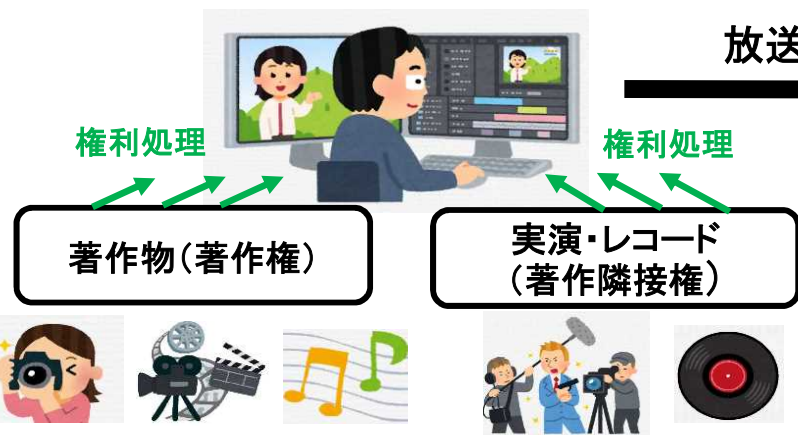 放送
権利処理
権利処理
著作物(著作権)
実演・レコード
(著作隣接権)